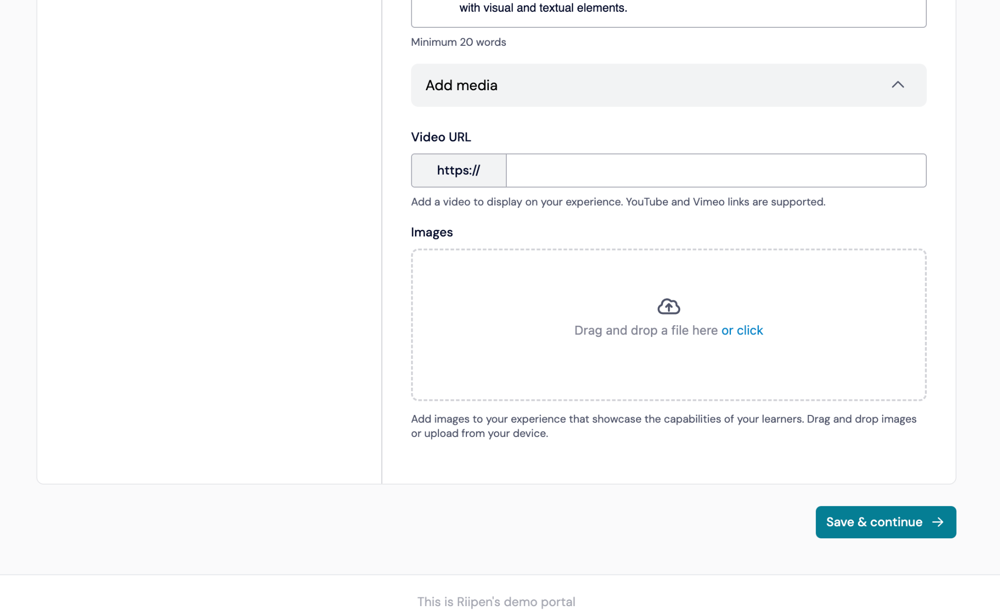 with visual and textual elements.
Minimum 20 words
Add media
Video URL
https://
Add a video to display on your experience. YouTube and Vimeo links are supported.
Images
Drag and drop a file here or click
Add images to your experience that showcase the capabilities of your learners. Drag and drop images
or upload from your device.
Save & continue
This is Riipen's demo portal